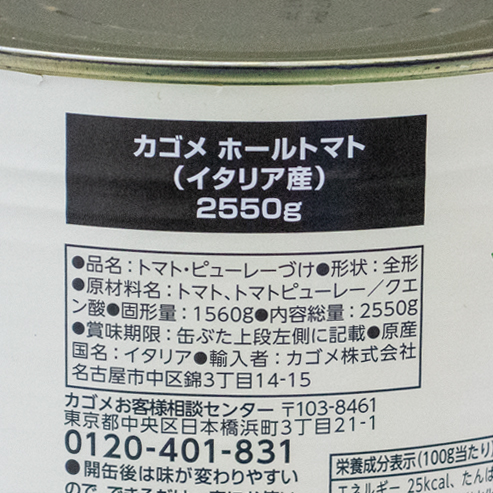 カゴメ ホールトマト
（イタリア産）
2550g
●品名：トマト・ピューレーづけ●形状：全形
●原材料名：トマト、トマトピューレー／クエ
ン酸●固形量：1560g●内容総量：2550g
●賞味期限：缶ぶた上段左側に記載●原産
国名：イタリア●輸入者：カゴメ株式会社
名古屋市中区錦3丁目14-15
カゴメお客様相談センター 〒103-8461
東京都中央区日本橋浜町3丁目21-1
0120-401-831
●開缶後は味が変わりやすい
栄養成分表示(100g当たり)
エネルギー 25kcal、たんぱ